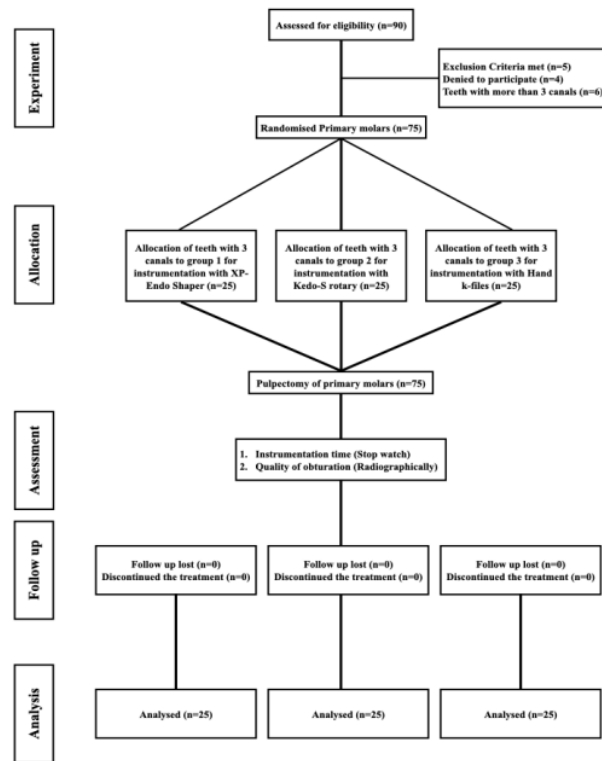 Experiment
Assessed for eligibility (n=90)
Exclusion Criteria met (n=5)
Denied to participate (n=4)
Teeth with more than 3 canals (n=6)
Randomised Primary molars (n=75)
Allocation
Allocation of teeth with 3
canals to group 1 for
instrumentation with XP-
Endo Shaper (n=25)
Allocation of teeth with 3
canals to group 2 for
instrumentation with
Kedo-S rotary (n=25)
Allocation of teeth with 3
canals to group 3 for
instrumentation with Hand
k-files (n=25)
Pulpectomy of primary molars (n=75)
Assessment
1. Instrumentation time (Stop watch)
2. Quality of obturation (Radiographically)
Follow up
Follow up lost (n=0)
Discontinued the treatment (n=0)
Follow up lost (n=0)
Discontinued the treatment (n=0)
Follow up lost (n=0)
Discontinued the treatment (n=0)
Analysis
Analysed (n=25)
Analysed (n=25)
Analysed (n=25)